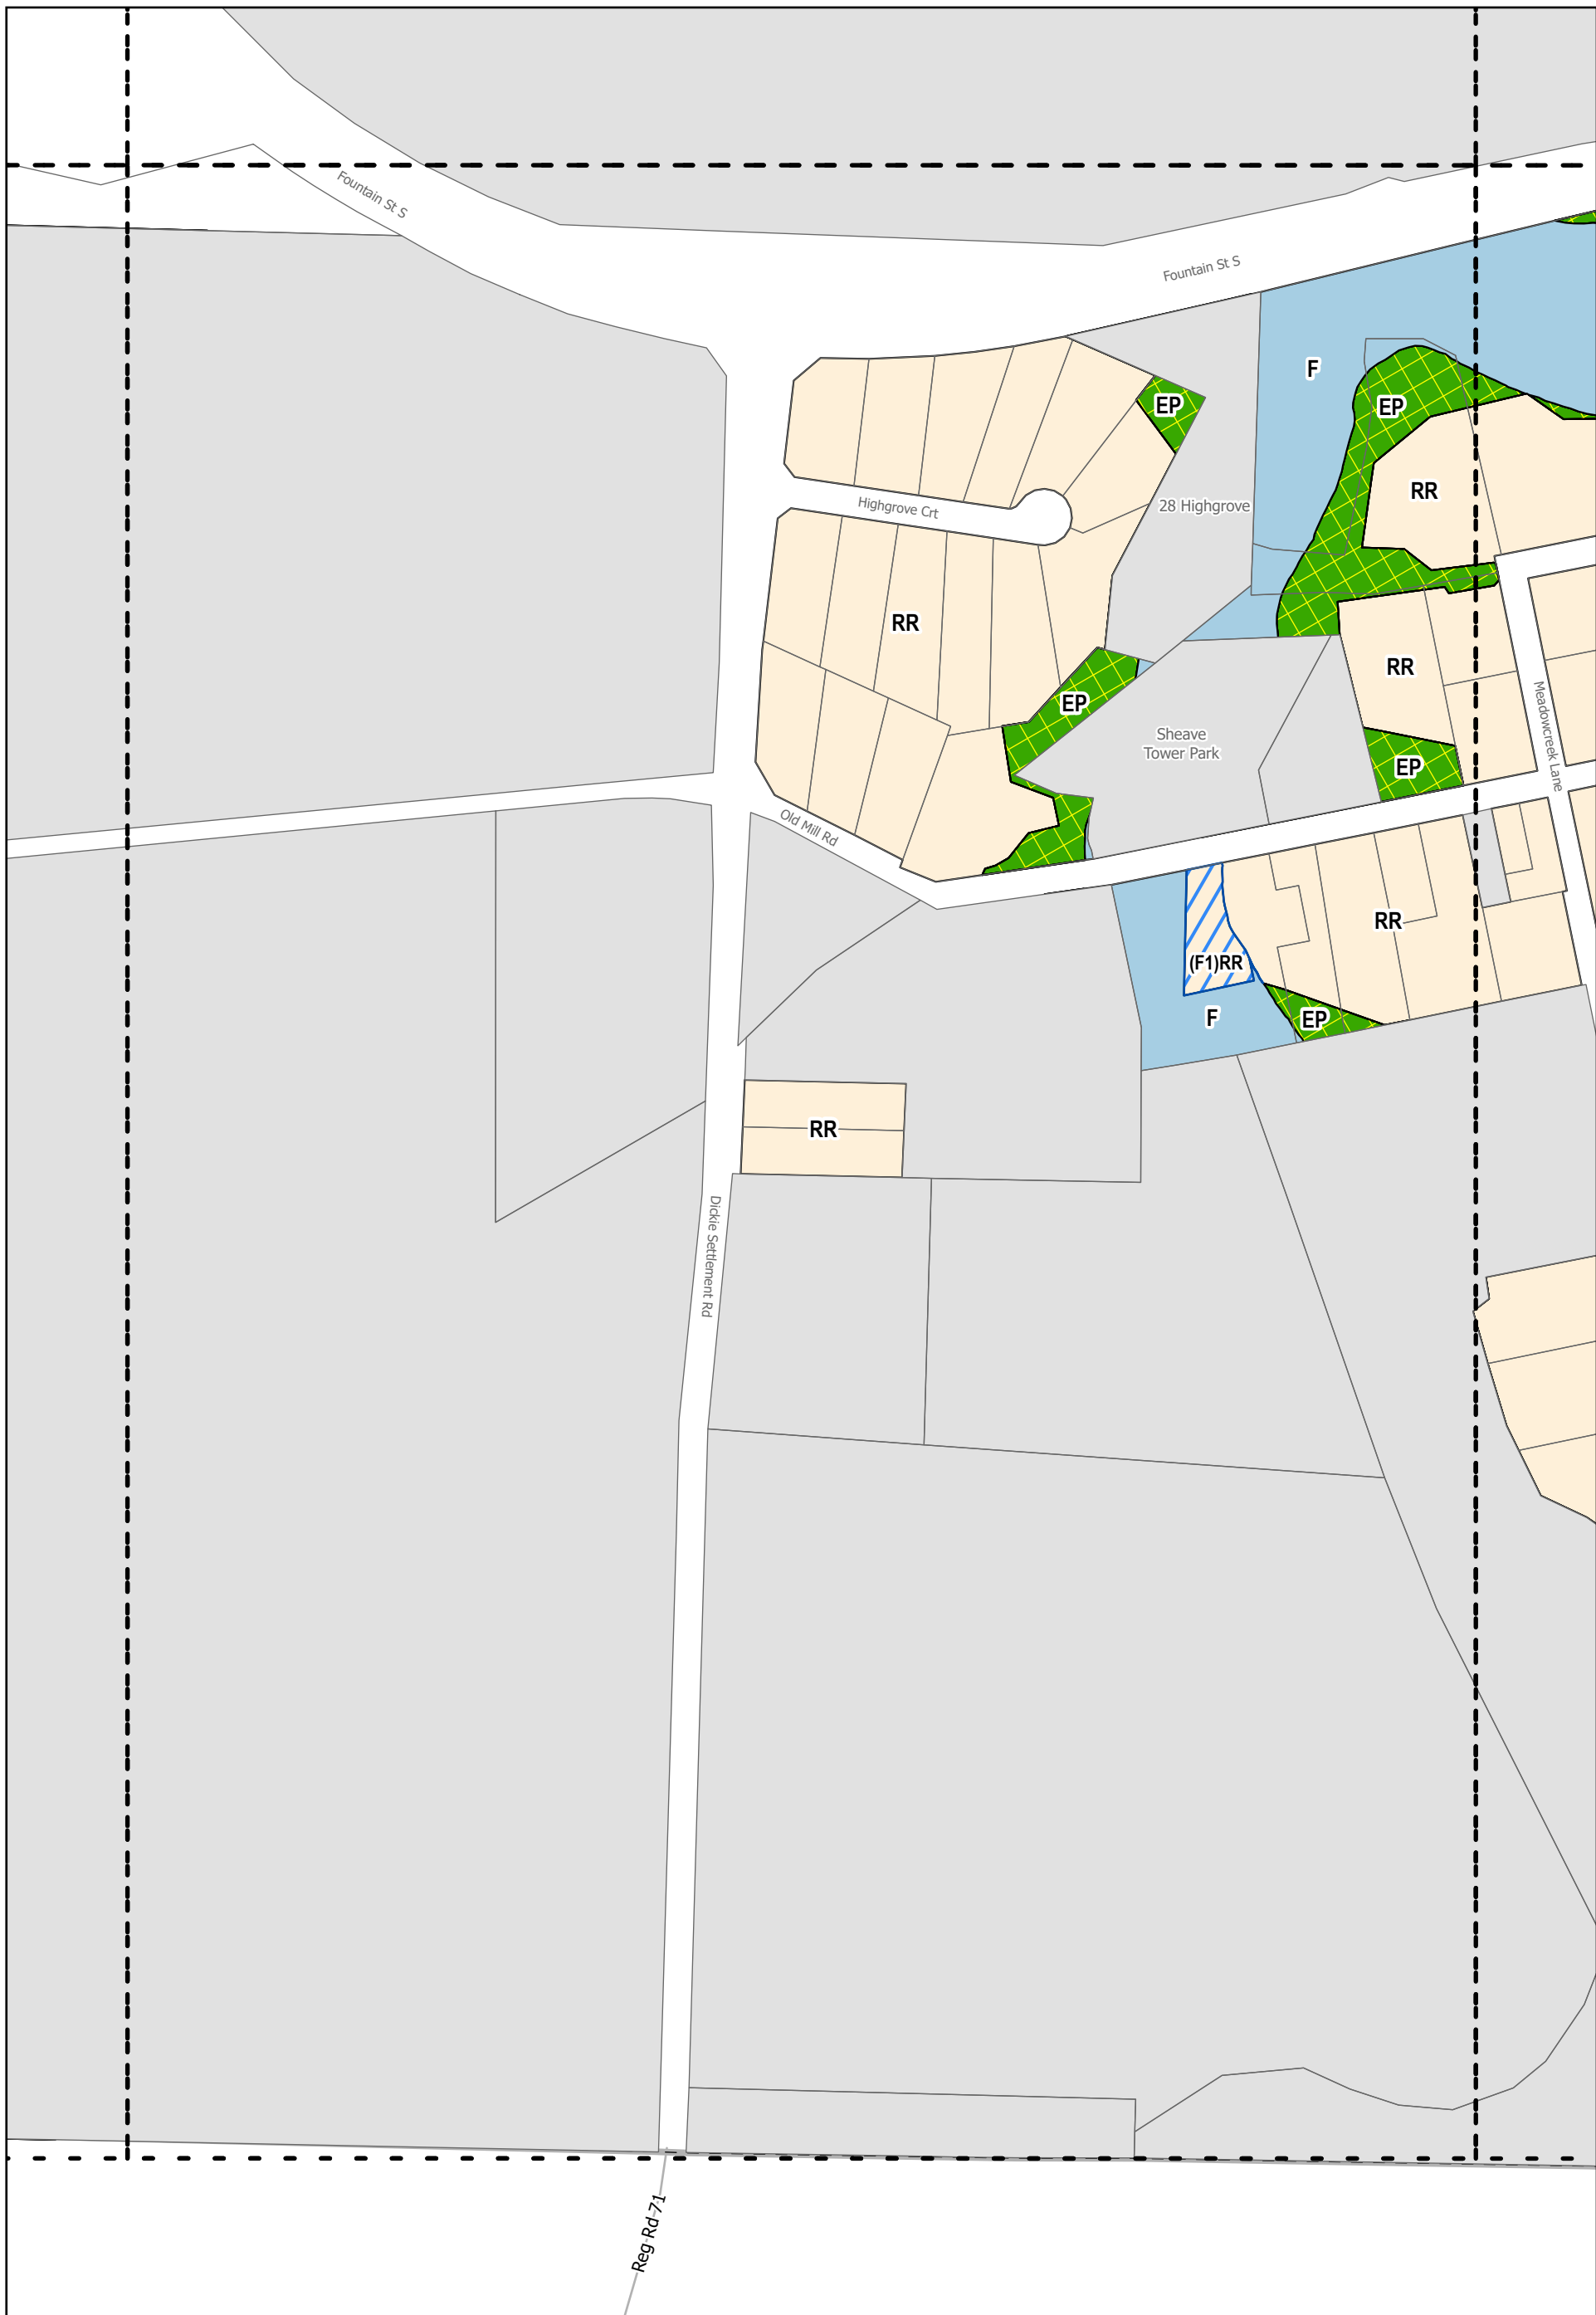 Fountain St S
Fountain St S
F
EP
EP
RR
28 Highgrove
Highgrove Crt
RR
RR
EP
Meadowcreek Lane
Sheave
Tower Park
EP
Old Mill Rd
RR
(F1)RR
F
EP
RR
Dickie Settlement Rd
Reg Rd 71